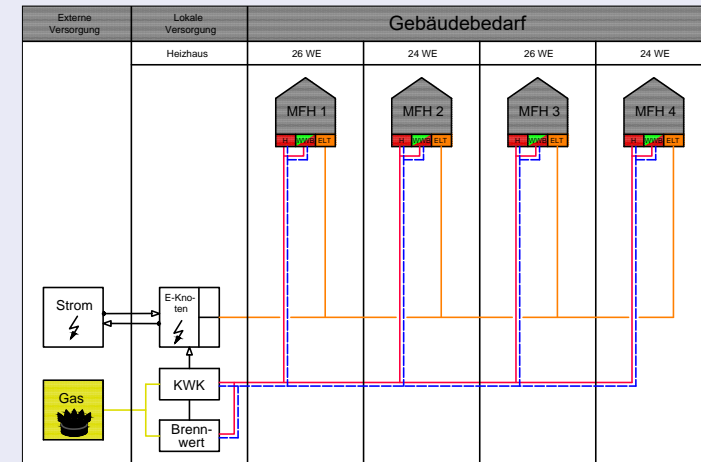 Externe
Versorgung
Lokale
Versorgung
Gebäudebedarf
Heizhaus
26 WE
24 WE
26 WE
24 WE
MFH 1
MFH 2
MFH 3
MFH 4
H WWB ELT
H WWB ELT
H WWB ELT
H WWB ELT
Strom
E-Kno-
ten
Gas
KWK
Brenn-
wert